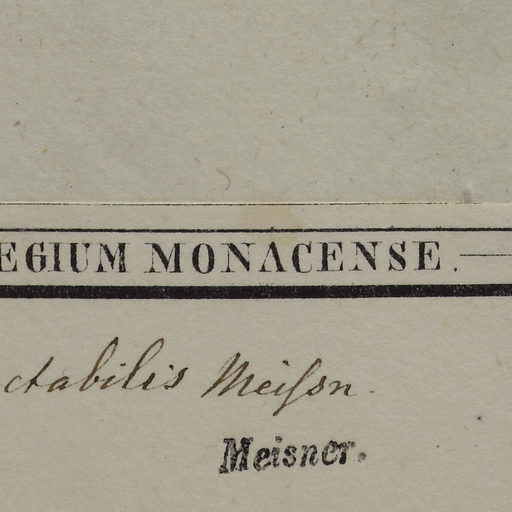 EGIUM MONACENSE.
ctabilis Meiſsn.
Meisner.